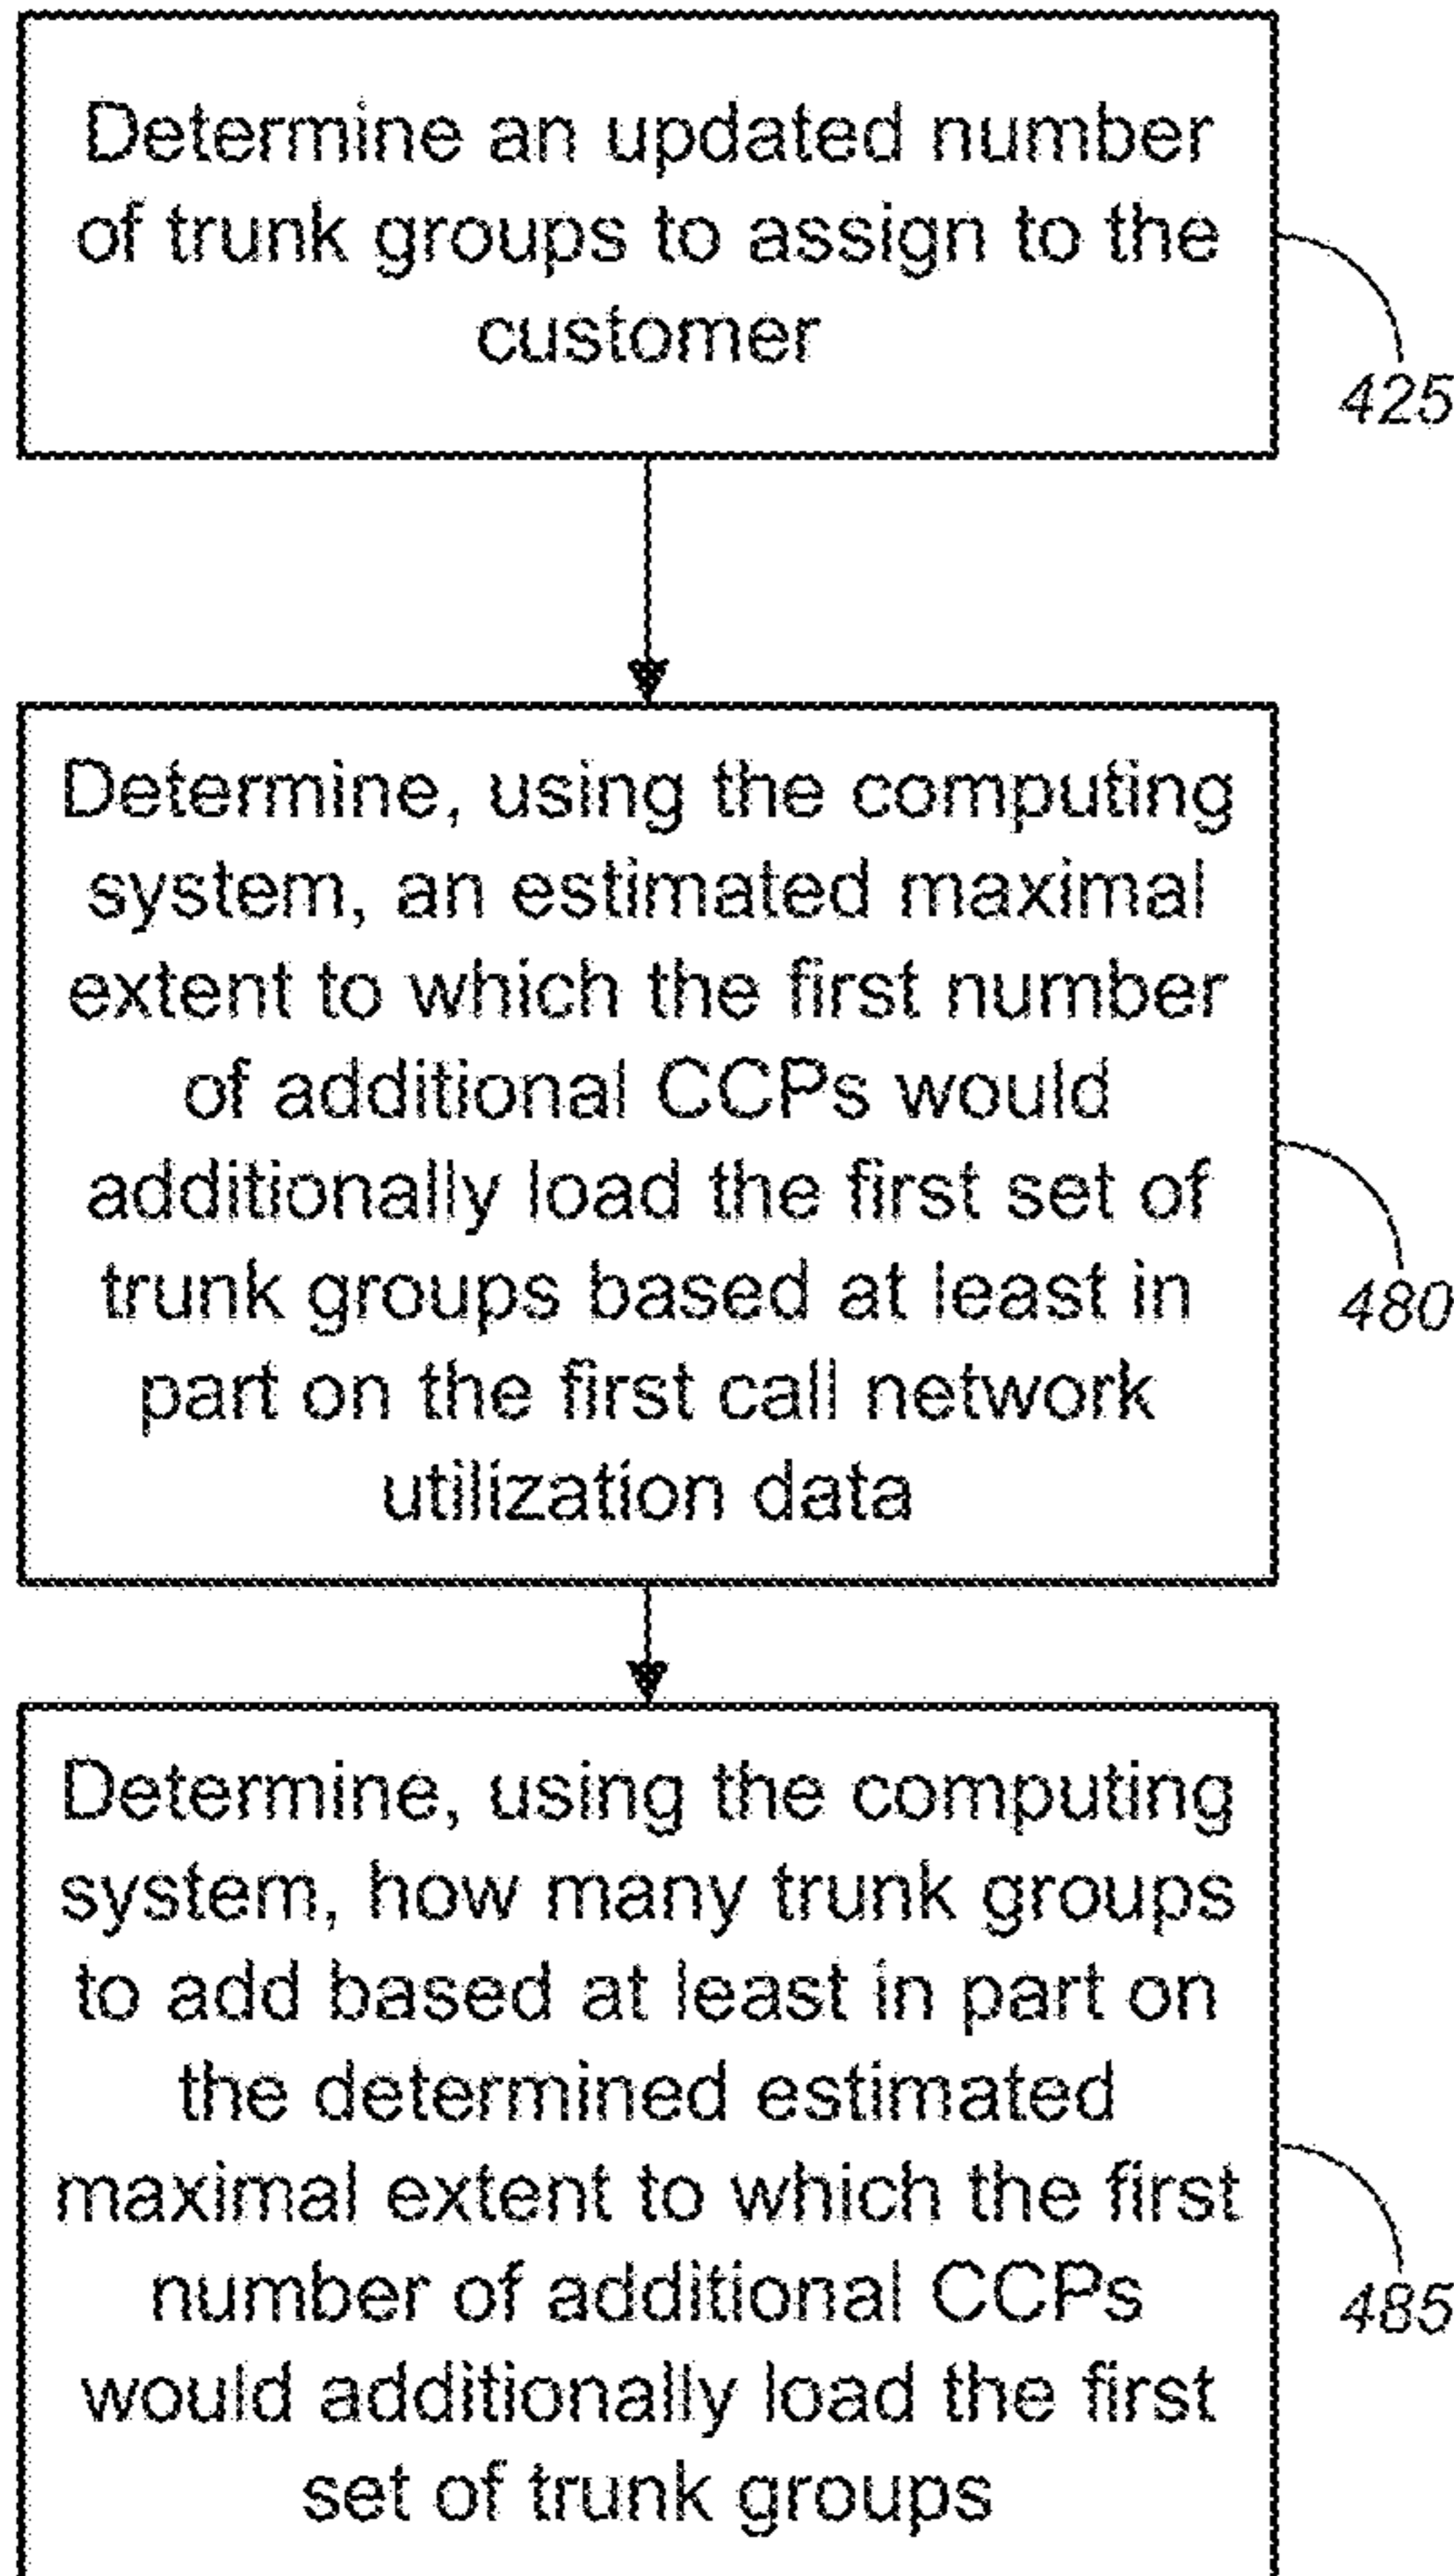 Determine an updated number
of trunk groups to assign to the
customer
425
Determine, using the computing
system, an estimated maximal
extent to which the first number
of additional CCPs would
additionally load the first set of
trunk groups based at least in
part on the first call network
utilization data
480
Determine, using the computing
system, how many trunk groups
to add based at least in part on
the determined estimated
maximal extent to which the first
number of additional CCPs
would additionally load the first
set of trunk groups
485